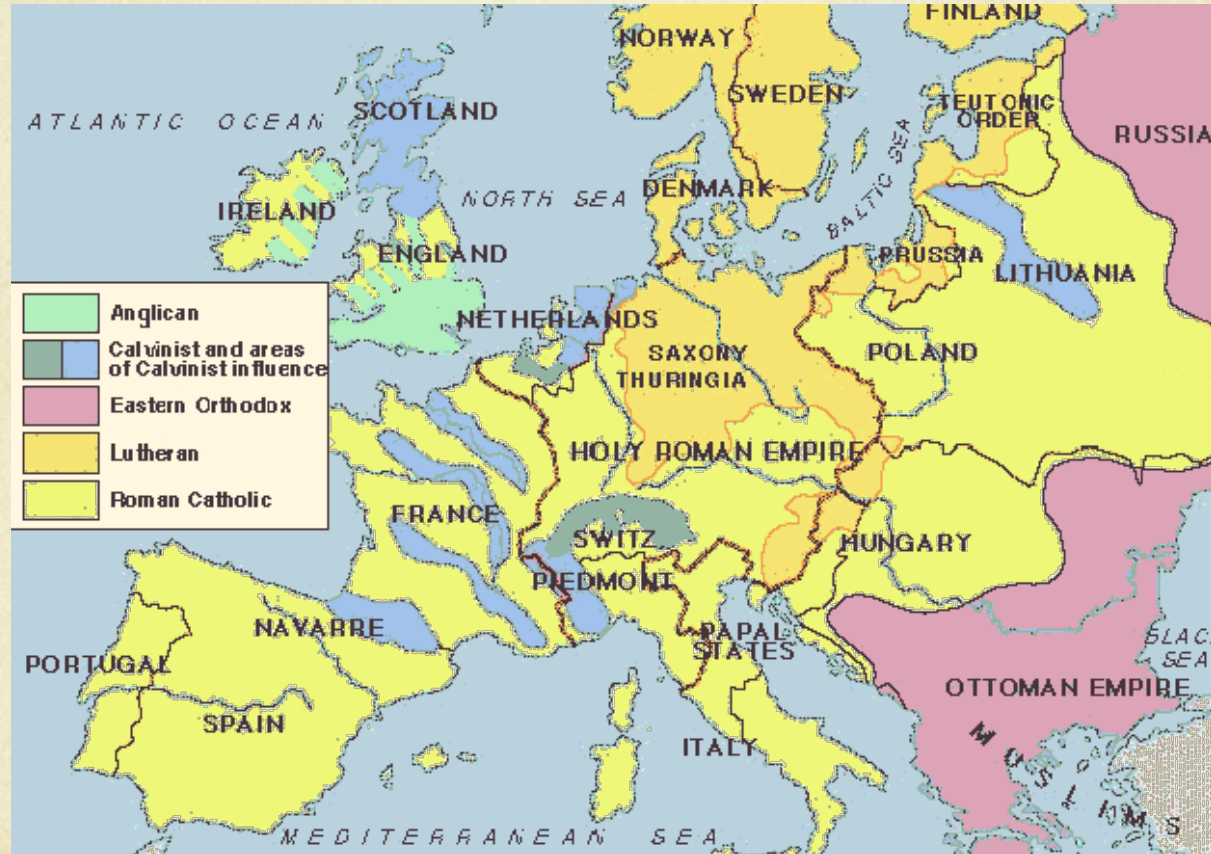 FINLAND
NORWAY
SWEDEN
TEUTONIC
ORDER
RUSSIA
ATLANTIC OCEAN
SCOTLAND
NORTH SEA
DENMARK
BALTIC SEA
IRELAND
ENGLAND
PRUSSIA
LITHUANIA
NETHERLANDS
SAXONY
THURINGIA
POLAND
Anglican
Calvinist and areas
of Calvinist influence
Eastern Orthodox
Lutheran
Roman Catholic
HOLY ROMAN EMPIRE
FRANCE
SWITZ
HUNGARY
PIEDMONT
NAVARRE
PAPAL
STATES
BLACK
SEA
PORTUGAL
OTTOMAN EMPIRE
SPAIN
ITALY
MUSLIMS
MEDITERRANEAN SEA